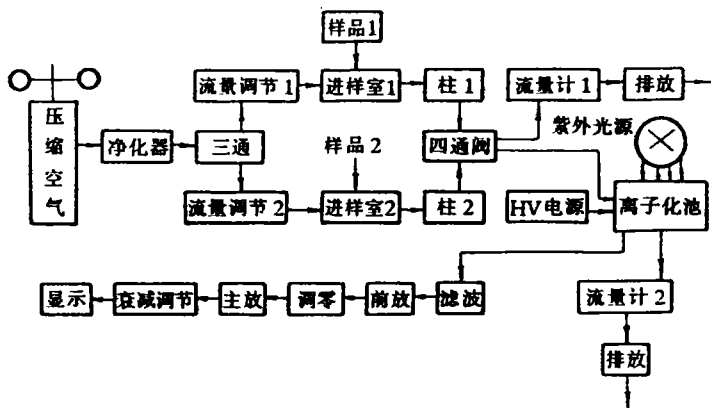 样品1
流量调节1
进样室1
柱1
流量计1
排放
压缩空气
净化器
三通
样品2
四通阀
紫外光源
流量调节2
进样室2
柱2
HV电源
离子化池
显示
衰减调节
主放
调零
前放
滤波
流量计2
排放